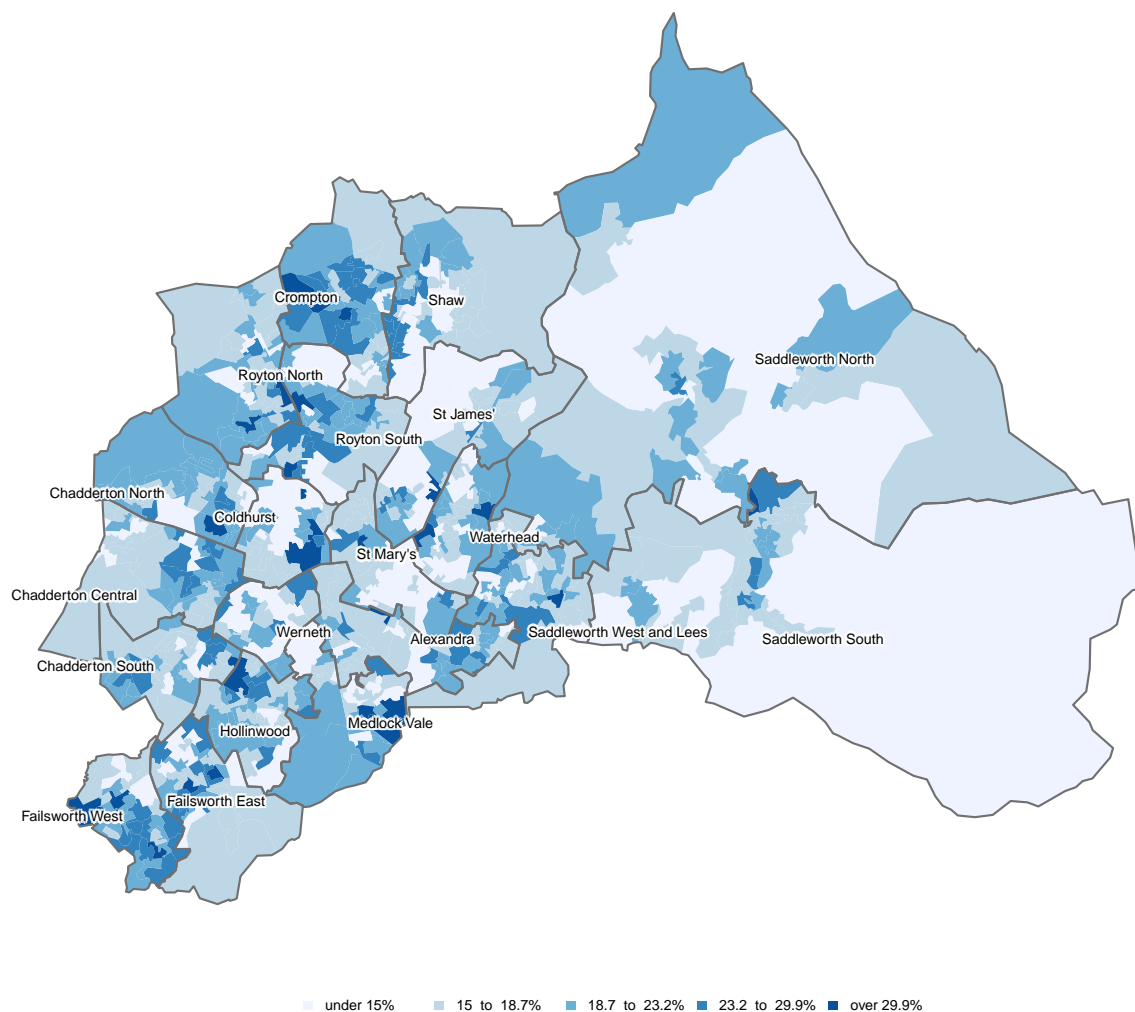 Crompton
Shaw
Saddleworth North
Royton North
St James'
Royton South
Chadderton North
Coldhurst
Waterhead
St Mary's
Chadderton Central
Werneth
Alexandra
Saddleworth West and Lees
Saddleworth South
Chadderton South
Medlock Vale
Hollinwood
Failsworth East
Failsworth West
under 15% 15 to 18.7% 18.7 to 23.2% 23.2 to 29.9% over 29.9%